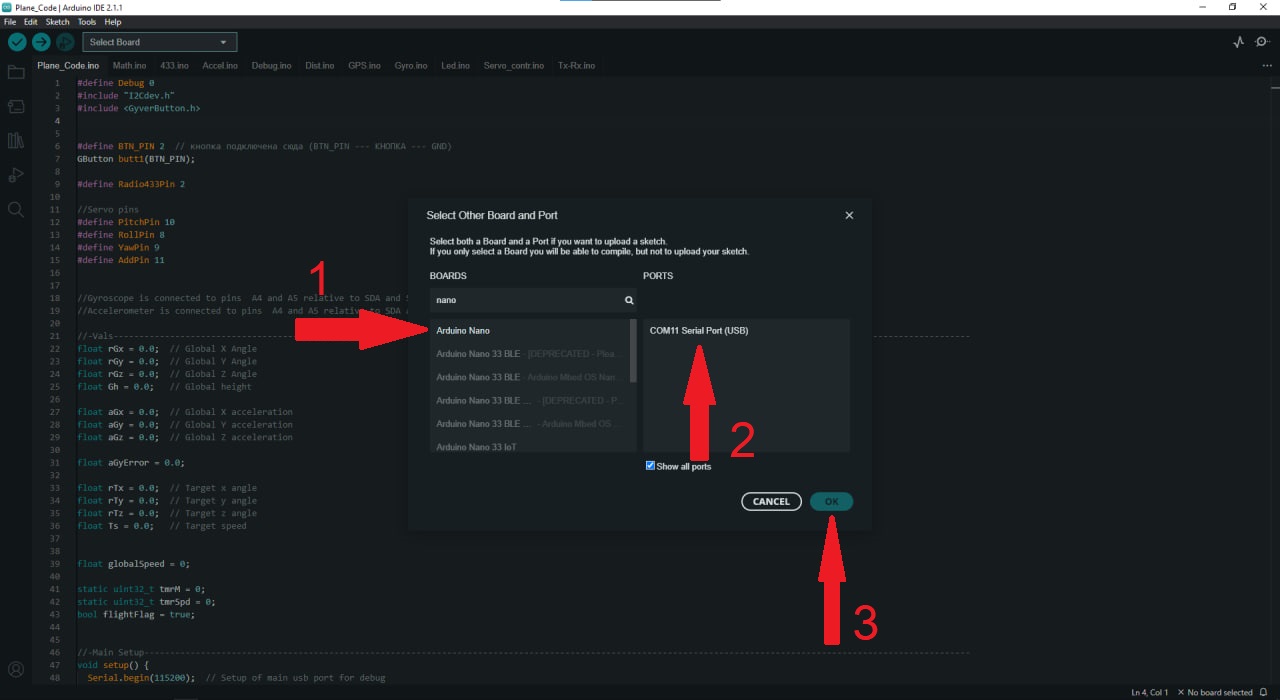 Plane_Code | Arduino IDE 2.1.1
File Edit Sketch Tools Help
Select Board
Plane_Code.ino Math.ino 433.ino Accel.ino Debug.ino Dist.ino GPS.ino Gyro.ino Led.ino Servo_contr.ino Tx-Rx.ino
1 #define Debug 0
2 #include "I2Cdev.h"
3 #include <GyverButton.h>
4
5
6 #define BTN_PIN 2 // кнопка подключена сюда (BTN_PIN --- КНОПКА --- GND)
7 GButton butt1(BTN_PIN);
8
9 #define Radio433Pin 2
10
11 //Servo pins
12 #define PitchPin 10
13 #define RollPin 8
14 #define YawPin 9
15 #define AddPin 11
16
17
18 //Gyroscope is connected to pins A4 and A5 relative to SDA and
19 //Accelerometer is connected to pins A4 and A5 relative to SDA
20
21 //-Vals
22 float rGx = 0.0; // Global X Angle
23 float rGy = 0.0; // Global Y Angle
24 float rGz = 0.0; // Global Z Angle
25 float Gh = 0.0; // Global height
26
27 float aGx = 0.0; // Global X acceleration
28 float aGy = 0.0; // Global Y acceleration
29 float aGz = 0.0; // Global Z acceleration
30
31 float aGyError = 0.0;
32
33 float rTx = 0.0; // Target x angle
34 float rTy = 0.0; // Target y angle
35 float rTz = 0.0; // Target z angle
36 float Ts = 0.0; // Target speed
37
38
39 float globalSpeed = 0;
40
41 static uint32_t tmrM = 0;
42 static uint32_t tmrSpd = 0;
43 bool flightFlag = true;
44
45
46 //-Main Setup
47 void setup() {
48 Serial.begin(115200); // Setup of main usb port for debug
Select Other Board and Port
Select both a Board and a Port if you want to upload a sketch.
If you only select a Board you will be able to compile, but not to upload your sketch.
BOARDS PORTS
nano
Arduino Nano
Arduino Nano 33 BLE - [DEPRECATED - Plea...
Arduino Nano 33 BLE - Arduino Mbed OS Nan...
Arduino Nano 33 BLE ... - [DEPRECATED - P...
Arduino Nano 33 BLE ... - Arduino Mbed OS ...
Arduino Nano 33 IoT
COM11 Serial Port (USB)
Show all ports
CANCEL OK
1
2
3
Ln 4, Col 1 No board selected